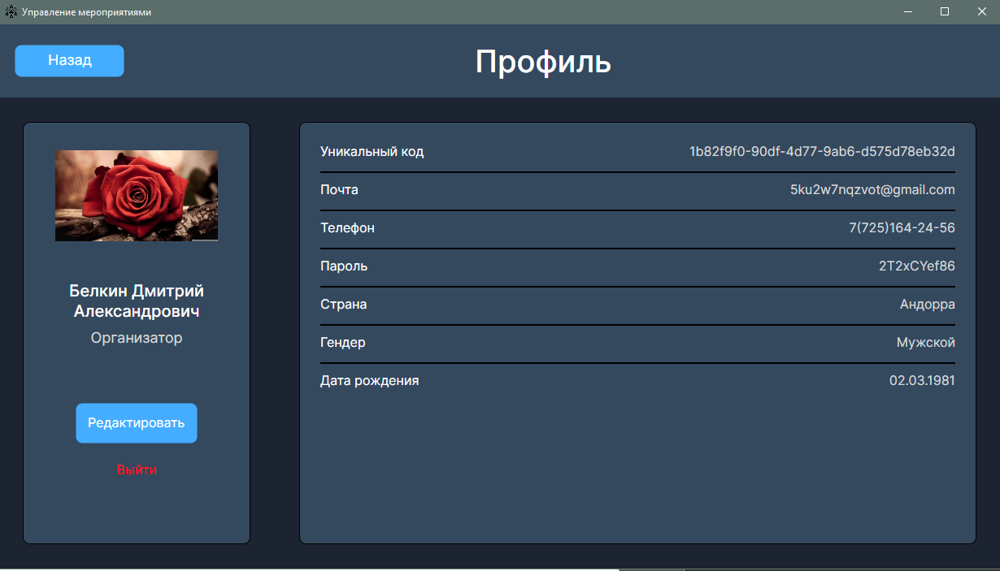 Управление мероприятиями
Назад
Профиль
Белкин Дмитрий
Александрович
Организатор
Редактировать
Выйти
Уникальный код 1b82f9f0-90df-4d77-9ab6-d575d78eb32d
Почта 5ku2w7nqzvot@gmail.com
Телефон 7(725)164-24-56
Пароль 2T2xCYef86
Страна Андорра
Гендер Мужской
Дата рождения 02.03.1981